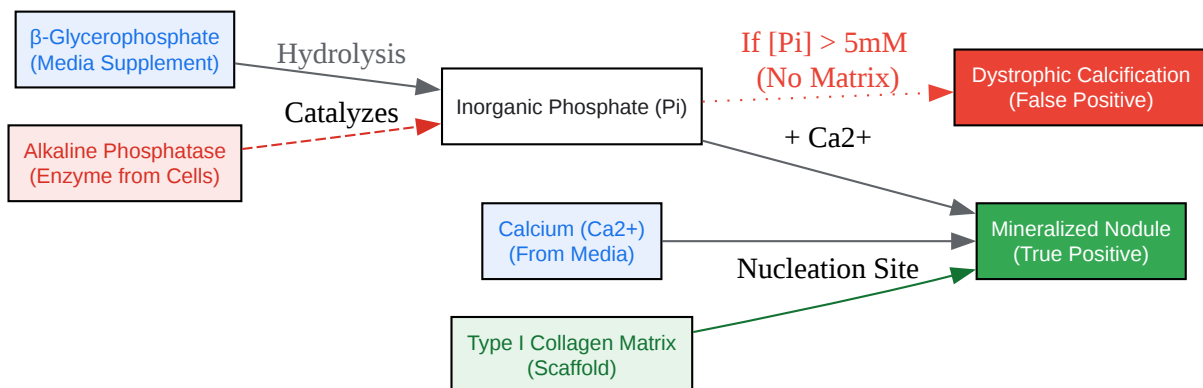 β-Glycerophosphate
(Media Supplement)
Hydrolysis
Alkaline Phosphatase
(Enzyme from Cells)
Catalyzes
Inorganic Phosphate (Pi)
If [Pi] > 5mM
(No Matrix)
Dystrophic Calcification
(False Positive)
+ Ca2+
Calcium (Ca2+)
(From Media)
Mineralized Nodule
(True Positive)
Nucleation Site
Type I Collagen Matrix
(Scaffold)